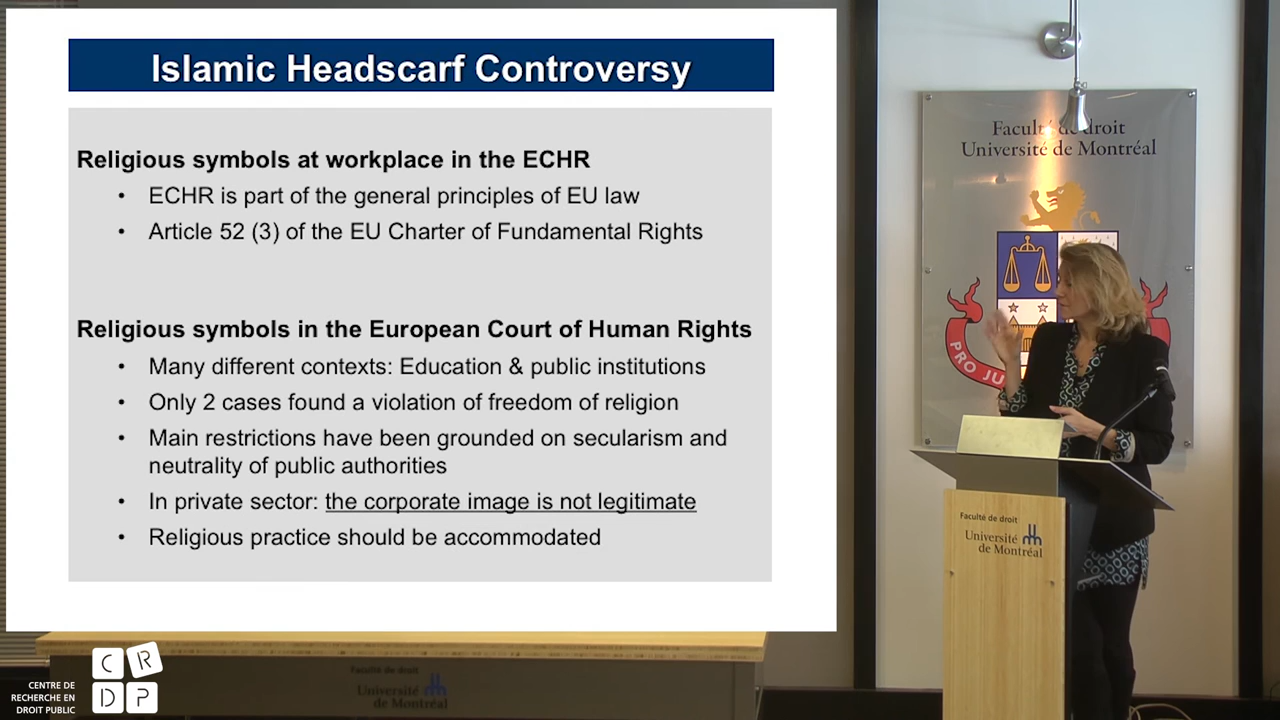 Islamic Headscarf Controversy
Religious symbols at workplace in the ECHR
• ECHR is part of the general principles of EU law
• Article 52 (3) of the EU Charter of Fundamental Rights
Religious symbols in the European Court of Human Rights
• Many different contexts: Education & public institutions
• Only 2 cases found a violation of freedom of religion
• Main restrictions have been grounded on secularism and
neutrality of public authorities
• In private sector: the corporate image is not legitimate
• Religious practice should be accommodated
Faculté de droit
Université de Montréal
PRO JU
Faculté de droit
Université
de Montréal
Faculté de droit
Université
de Montréal
CR
DP
CENTRE DE
RECHERCHE EN
DROIT PUBLIC